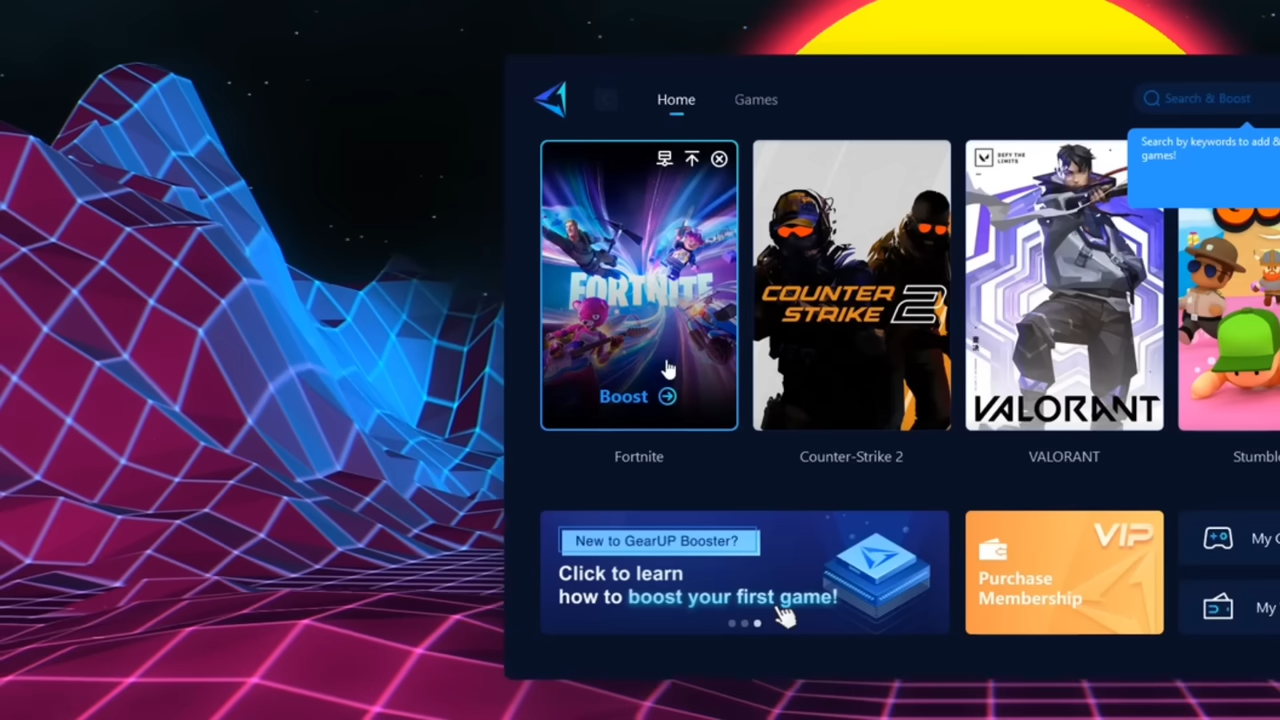 Home
Games
Search & Boost
Search by keywords to add &
games!
FORTNITE
Boost
COUNTER
STRIKE 2
DEFY THE
LIMITS
VALORANT
Fortnite
Counter-Strike 2
VALORANT
Stumble
New to GearUP Booster?
Click to learn
how to boost your first game!
VIP
Purchase
Membership
My
My